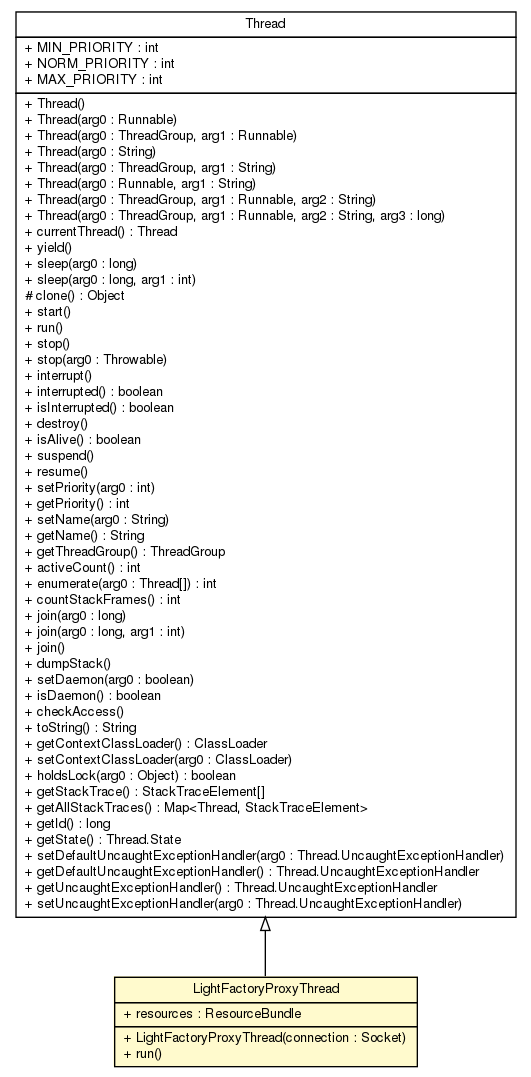 Thread
+ MIN_PRIORITY : int
+ NORM_PRIORITY : int
+ MAX_PRIORITY : int
+ Thread()
+ Thread(arg0 : Runnable)
+ Thread(arg0 : ThreadGroup, arg1 : Runnable)
+ Thread(arg0 : String)
+ Thread(arg0 : ThreadGroup, arg1 : String)
+ Thread(arg0 : Runnable, arg1 : String)
+ Thread(arg0 : ThreadGroup, arg1 : Runnable, arg2 : String)
+ Thread(arg0 : ThreadGroup, arg1 : Runnable, arg2 : String, arg3 : long)
+ currentThread() : Thread
+ yield()
+ sleep(arg0 : long)
+ sleep(arg0 : long, arg1 : int)
# clone() : Object
+ start()
+ run()
+ stop()
+ stop(arg0 : Throwable)
+ interrupt()
+ interrupted() : boolean
+ isInterrupted() : boolean
+ destroy()
+ isAlive() : boolean
+ suspend()
+ resume()
+ setPriority(arg0 : int)
+ getPriority() : int
+ setName(arg0 : String)
+ getName() : String
+ getThreadGroup() : ThreadGroup
+ activeCount() : int
+ enumerate(arg0 : Thread[]) : int
+ countStackFrames() : int
+ join(arg0 : long)
+ join(arg0 : long, arg1 : int)
+ join()
+ dumpStack()
+ setDaemon(arg0 : boolean)
+ isDaemon() : boolean
+ checkAccess()
+ toString() : String
+ getContextClassLoader() : ClassLoader
+ setContextClassLoader(arg0 : ClassLoader)
+ holdsLock(arg0 : Object) : boolean
+ getStackTrace() : StackTraceElement[]
+ getAllStackTraces() : Map<Thread, StackTraceElement>
+ getId() : long
+ getState() : Thread.State
+ setDefaultUncaughtExceptionHandler(arg0 : Thread.UncaughtExceptionHandler)
+ getDefaultUncaughtExceptionHandler() : Thread.UncaughtExceptionHandler
+ getUncaughtExceptionHandler() : Thread.UncaughtExceptionHandler
+ setUncaughtExceptionHandler(arg0 : Thread.UncaughtExceptionHandler)
LightFactoryProxyThread
+ resources : ResourceBundle
+ LightFactoryProxyThread(connection : Socket)
+ run()